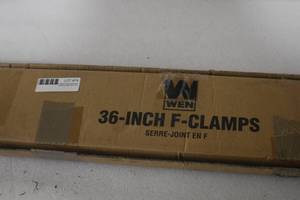 WEN
36-INCH F-CLAMPS
SERRE-JOINT EN F